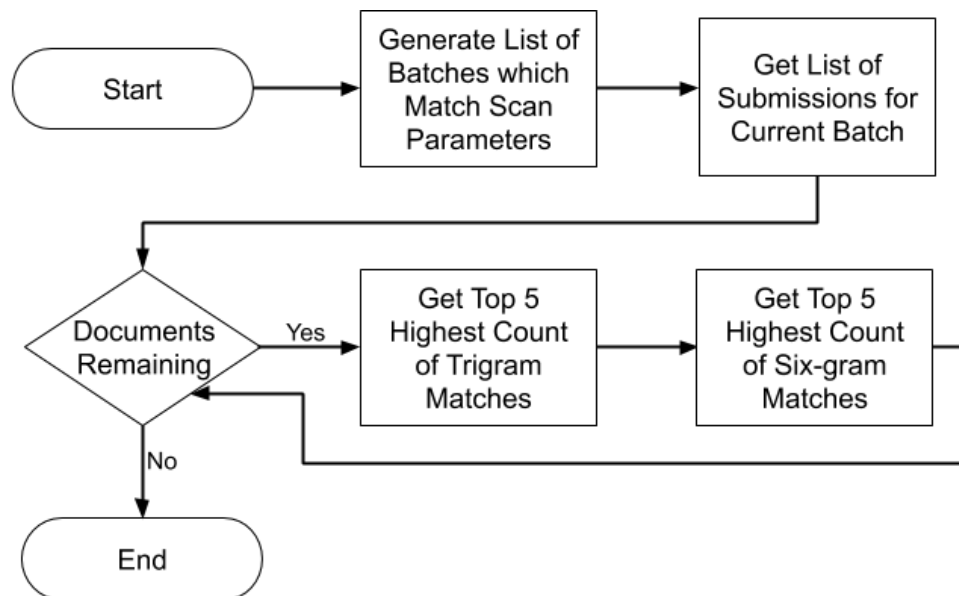 Start
Generate List of
Batches which
Match Scan
Parameters
Get List of
Submissions for
Current Batch
Documents
Remaining
Yes
Get Top 5
Highest Count
of Trigram
Matches
Get Top 5
Highest Count
of Six-gram
Matches
No
End